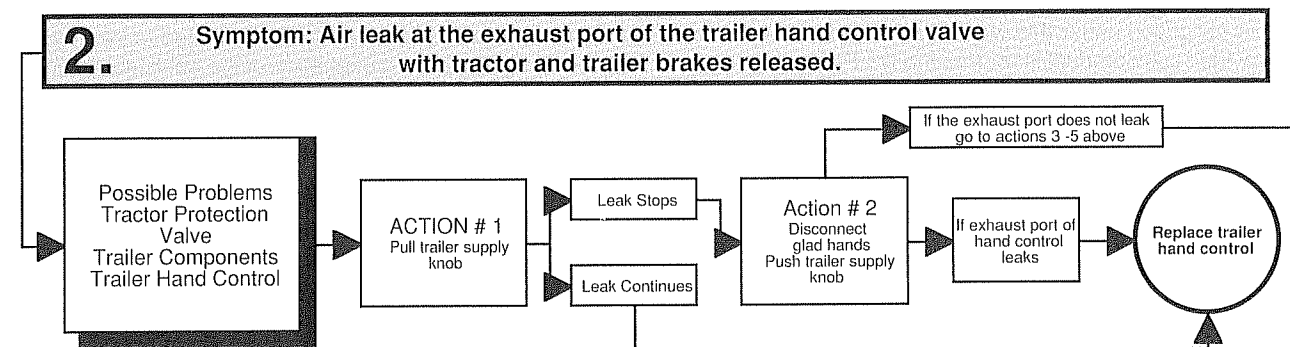 2.
Symptom: Air leak at the exhaust port of the trailer hand control valve
with tractor and trailer brakes released.
If the exhaust port does not leak
go to actions 3 -5 above
Possible Problems
Tractor Protection
Valve
Trailer Components
Trailer Hand Control
ACTION # 1
Pull trailer supply
knob
Leak Stops
Leak Continues
Action # 2
Disconnect
glad hands
Push trailer supply
knob
If exhaust port of
hand control
leaks
Replace trailer
hand control